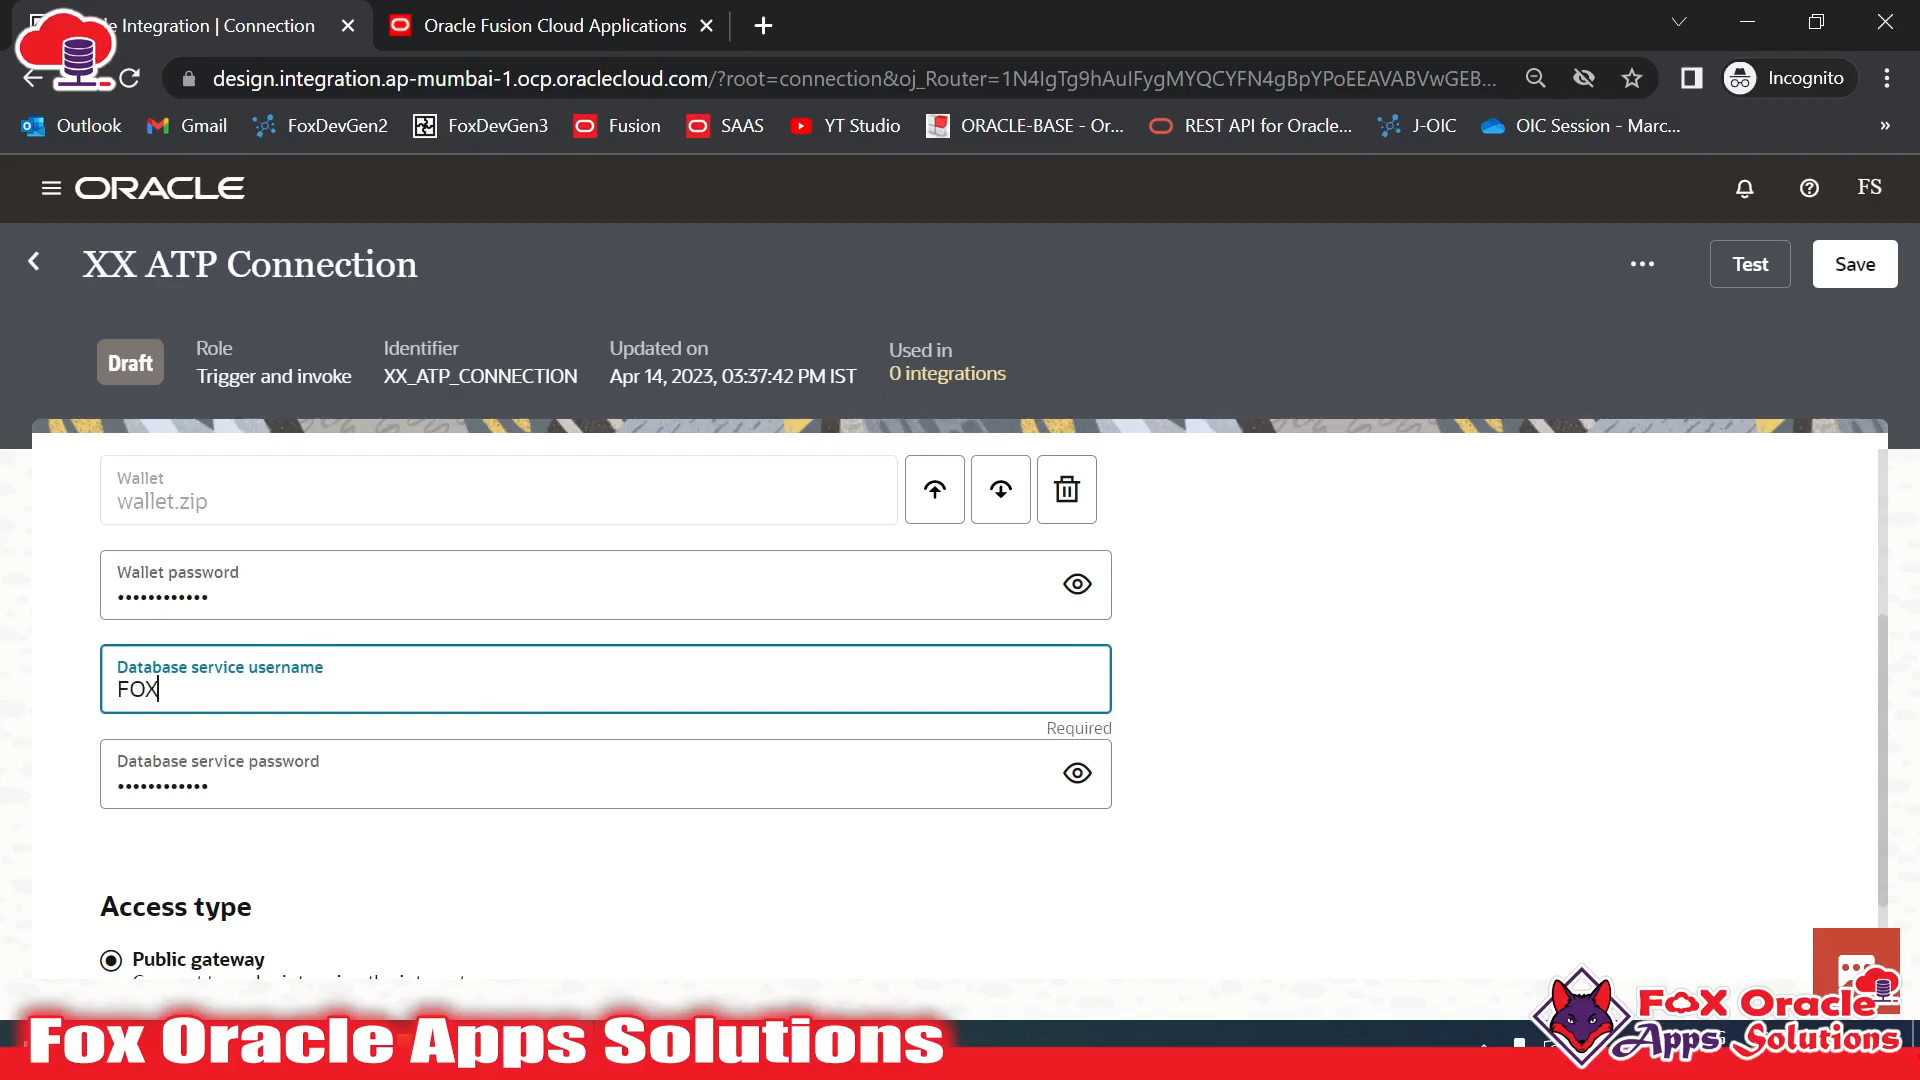 Integration | Connection
Oracle Fusion Cloud Applications
design.integration.ap-mumbai-1.ocp.oraclecloud.com/?root=connection&oj_Router=1N4IgTg9hAuIFygMYQCYFN4gBpYPoEEAVABVwGEB...
Incognito
Outlook
Gmail
FoxDevGen2
FoxDevGen3
Fusion
SAAS
YT Studio
ORACLE-BASE - Or...
REST API for Oracle...
J-OIC
OIC Session - Marc...
»
ORACLE
FS
XX ATP Connection
Test
Save
Draft
Role
Trigger and invoke
Identifier
XX_ATP_CONNECTION
Updated on
Apr 14, 2023, 03:37:42 PM IST
Used in
0 integrations
Wallet
wallet.zip
Wallet password
••••••••••••
Database service username
FOX
Required
Database service password
••••••••••••
Access type
Public gateway
Fox Oracle Apps Solutions
FOX Oracle
Apps Solutions